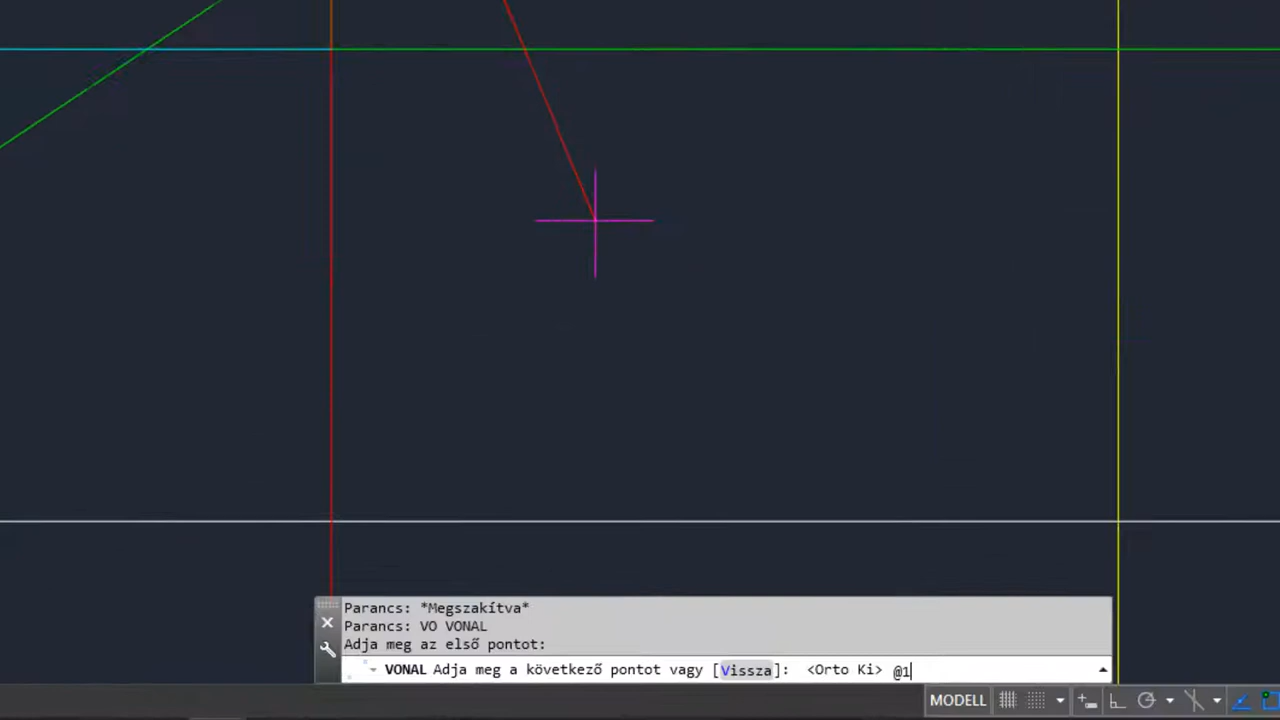 Parancs: *Megszakítva*
Parancs: VO VONAL
Adja meg az első pontot:
VONAL Adja meg a következő pontot vagy [Vissza]: <Orto Ki> @1
MODELL